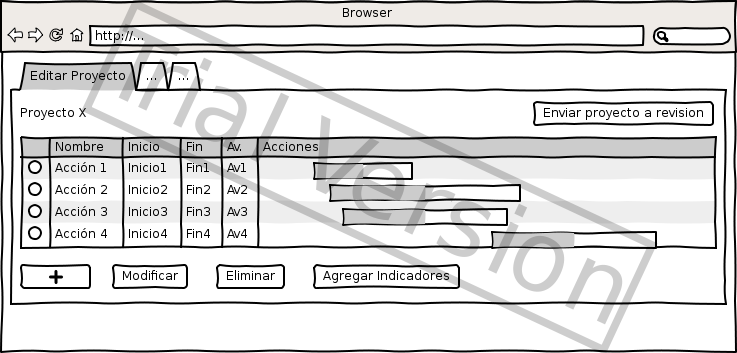 Browser
http://...
Editar Proyecto ... ...
Proyecto X
Enviar proyecto a revision
Nombre Inicio Fin Av. Acciones
Acción 1 Inicio1 Fin1 Av1
Acción 2 Inicio2 Fin2 Av2
Acción 3 Inicio3 Fin3 Av3
Acción 4 Inicio4 Fin4 Av4
+ Modificar Eliminar Agregar Indicadores
Trial Version